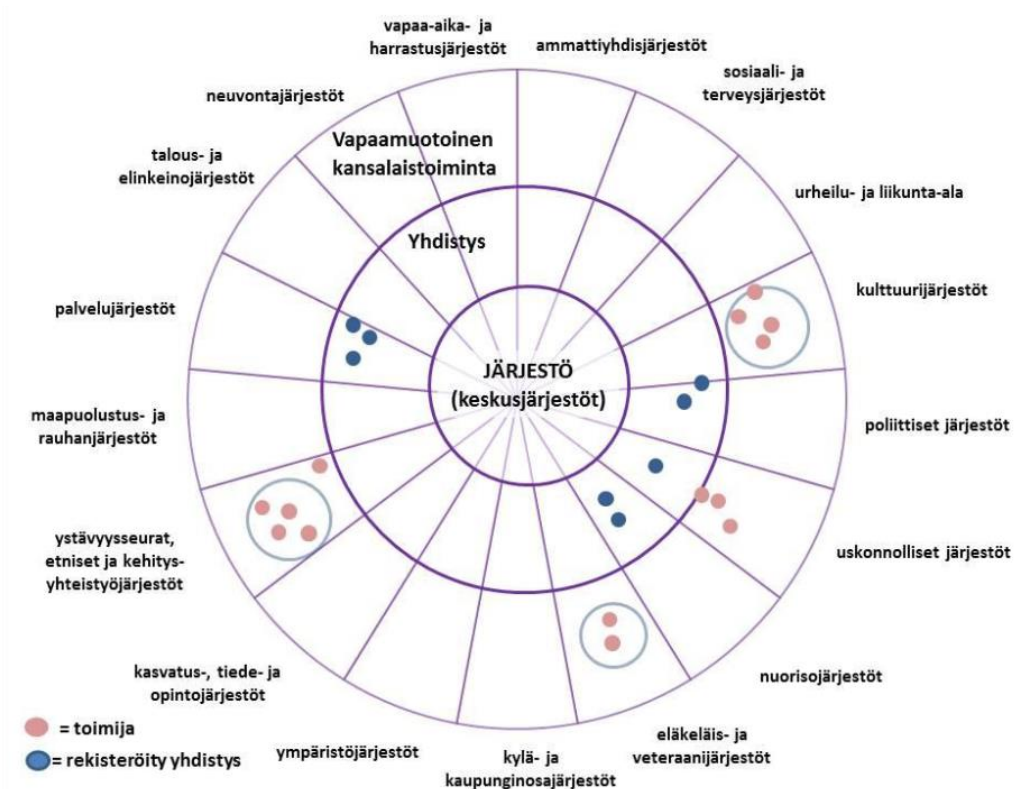 vapaa-aika- ja
harrastusjärjestöt
ammattiyhdisjärjestöt
sosiaali- ja
terveysjärjestöt
urheilu- ja liikunta-ala
kulttuurijärjestöt
poliittiset järjestöt
uskonnolliset järjestöt
nuorisojärjestöt
eläkeläis- ja
veteraanijärjestöt
kylä- ja
kaupunginosajärjestöt
ympäristöjärjestöt
kasvatus-, tiede- ja
opintojärjestöt
ystävyysseurat,
etniset ja kehitys-
yhteistyöjärjestöt
maapuolustus- ja
rauhanjärjestöt
palvelujärjestöt
talous- ja
elinkeinojärjestöt
neuvontajärjestöt
Vapaamuotoinen
kansalaistoiminta
Yhdistys
JÄRJESTÖ
(keskusjärjestöt)
= toimija
= rekisteröity yhdistys